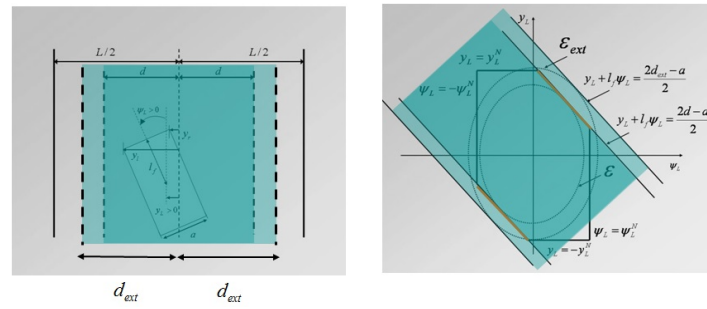 L/2
L/2
d
d
ψ_L > 0
y_l
l_f
y_L > 0
a
d_ext
d_ext
y_L
ε_ext
y_L = y_L^N
ψ_L = -ψ_L^N
y_L + l_f ψ_L = (2d_ext - a)/2
y_L + l_f ψ_L = (2d - a)/2
ψ_L
ε
ψ_L = ψ_L^N
y_L = -y_L^N